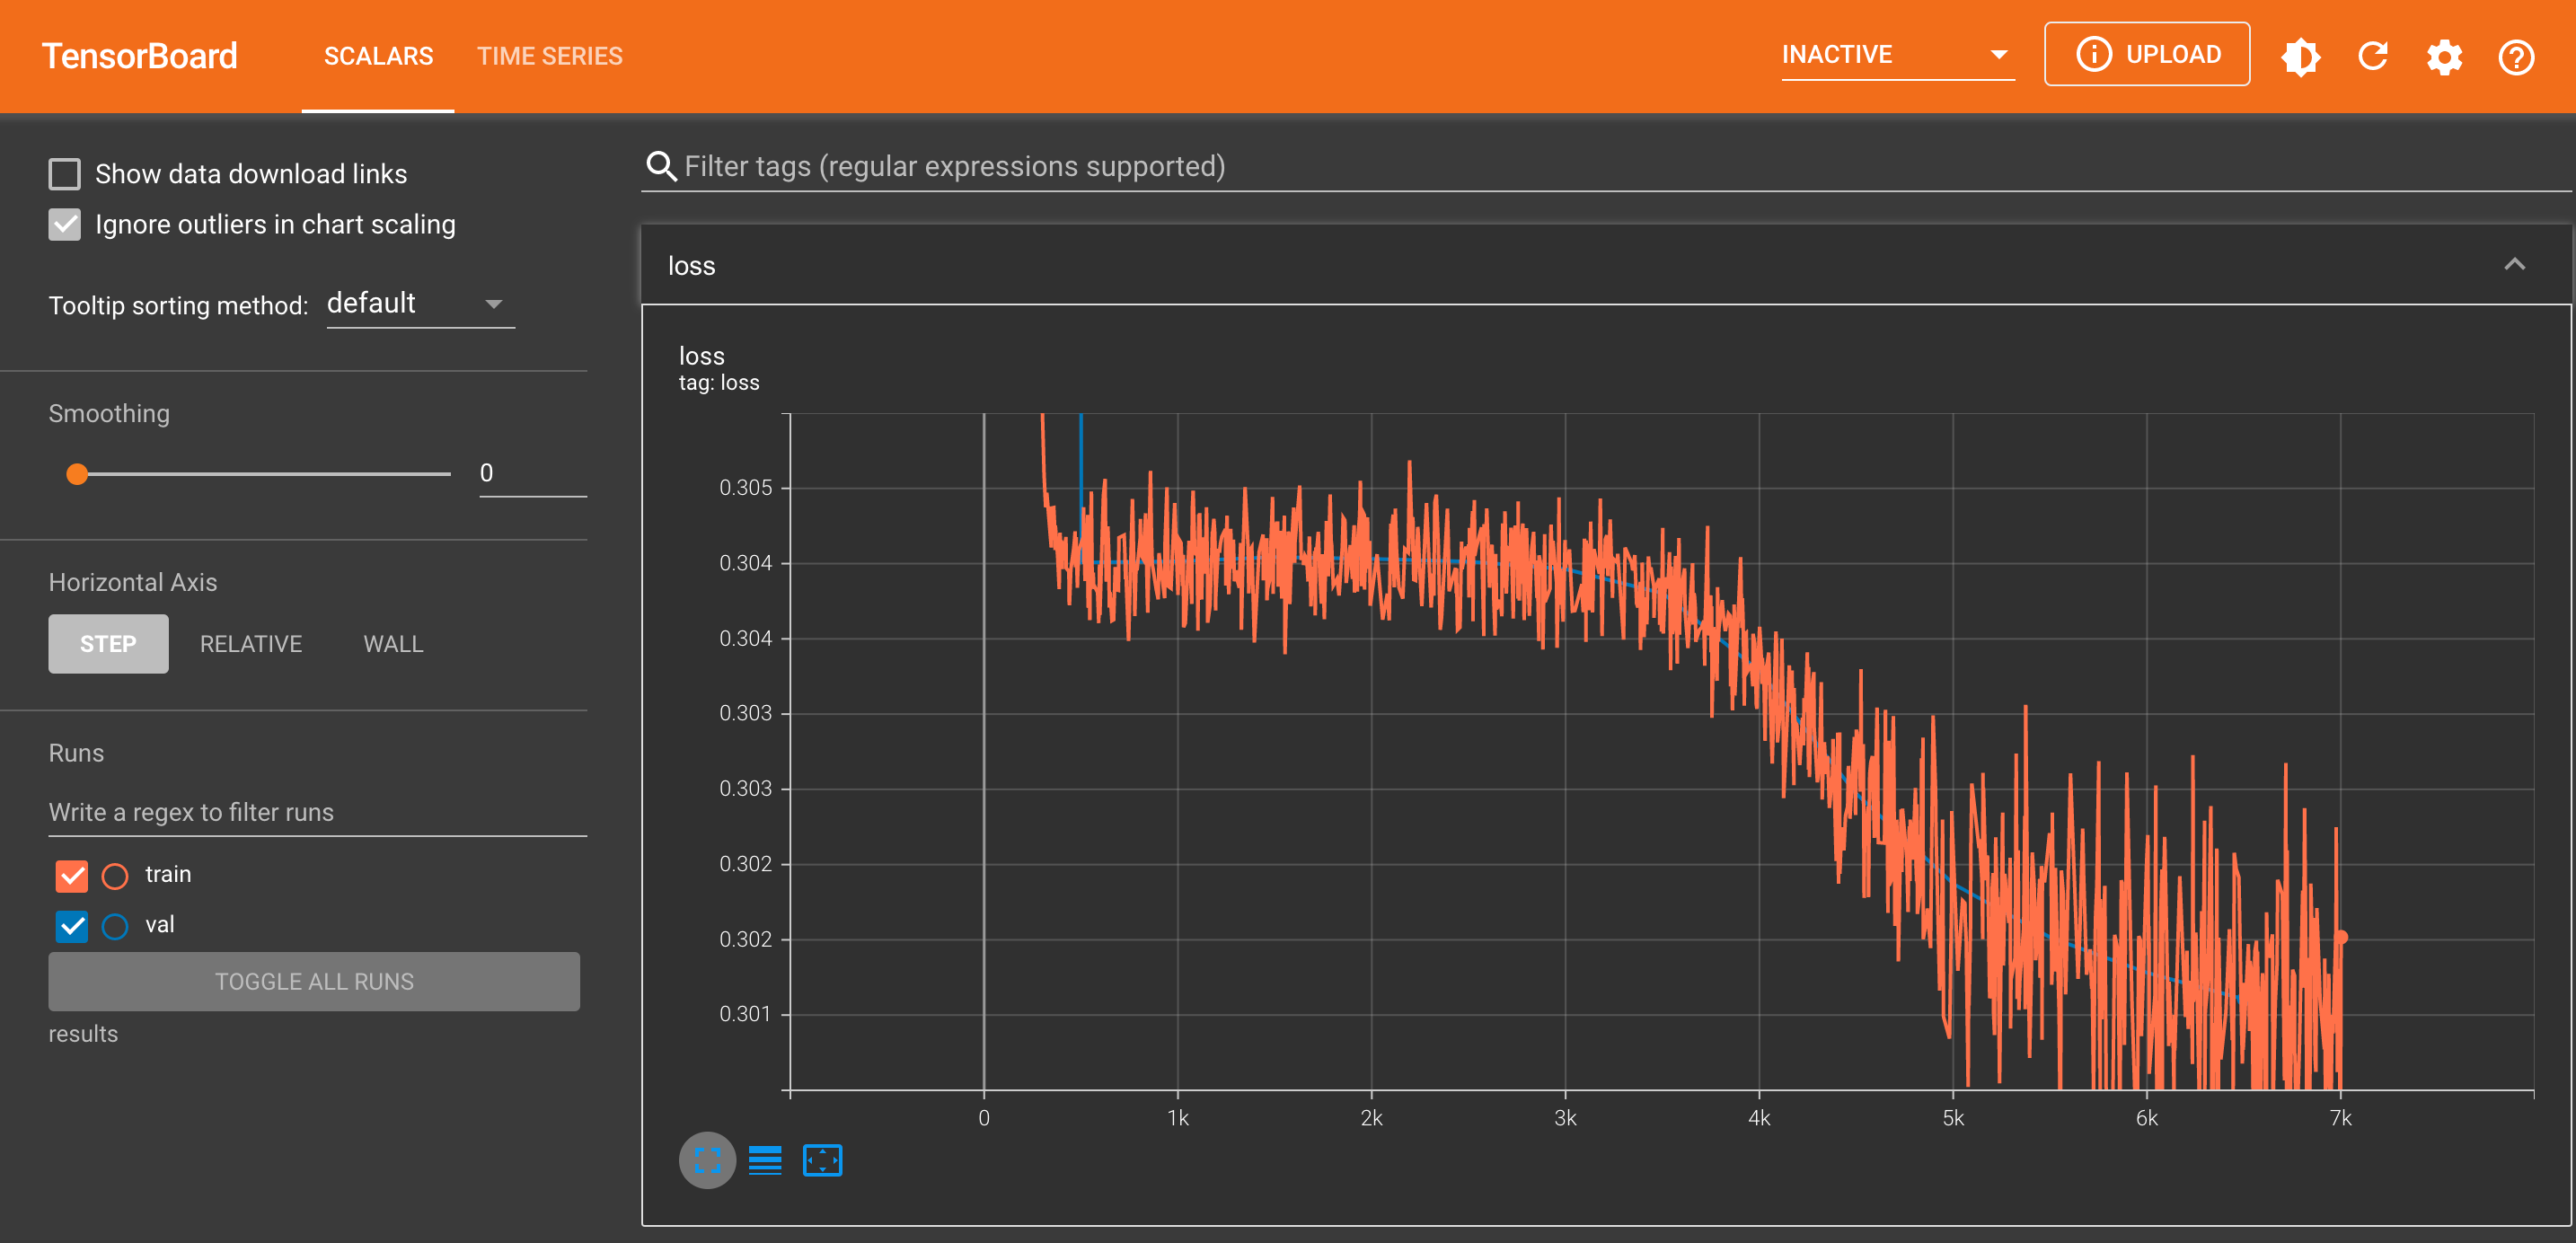 TensorBoard
SCALARS
TIME SERIES
INACTIVE
UPLOAD
Show data download links
Ignore outliers in chart scaling
Tooltip sorting method: default
Smoothing
0
Horizontal Axis
STEP
RELATIVE
WALL
Runs
Write a regex to filter runs
train
val
TOGGLE ALL RUNS
results
Filter tags (regular expressions supported)
loss
loss
tag: loss
0.305
0.304
0.304
0.303
0.303
0.302
0.302
0.301
0 1k 2k 3k 4k 5k 6k 7k